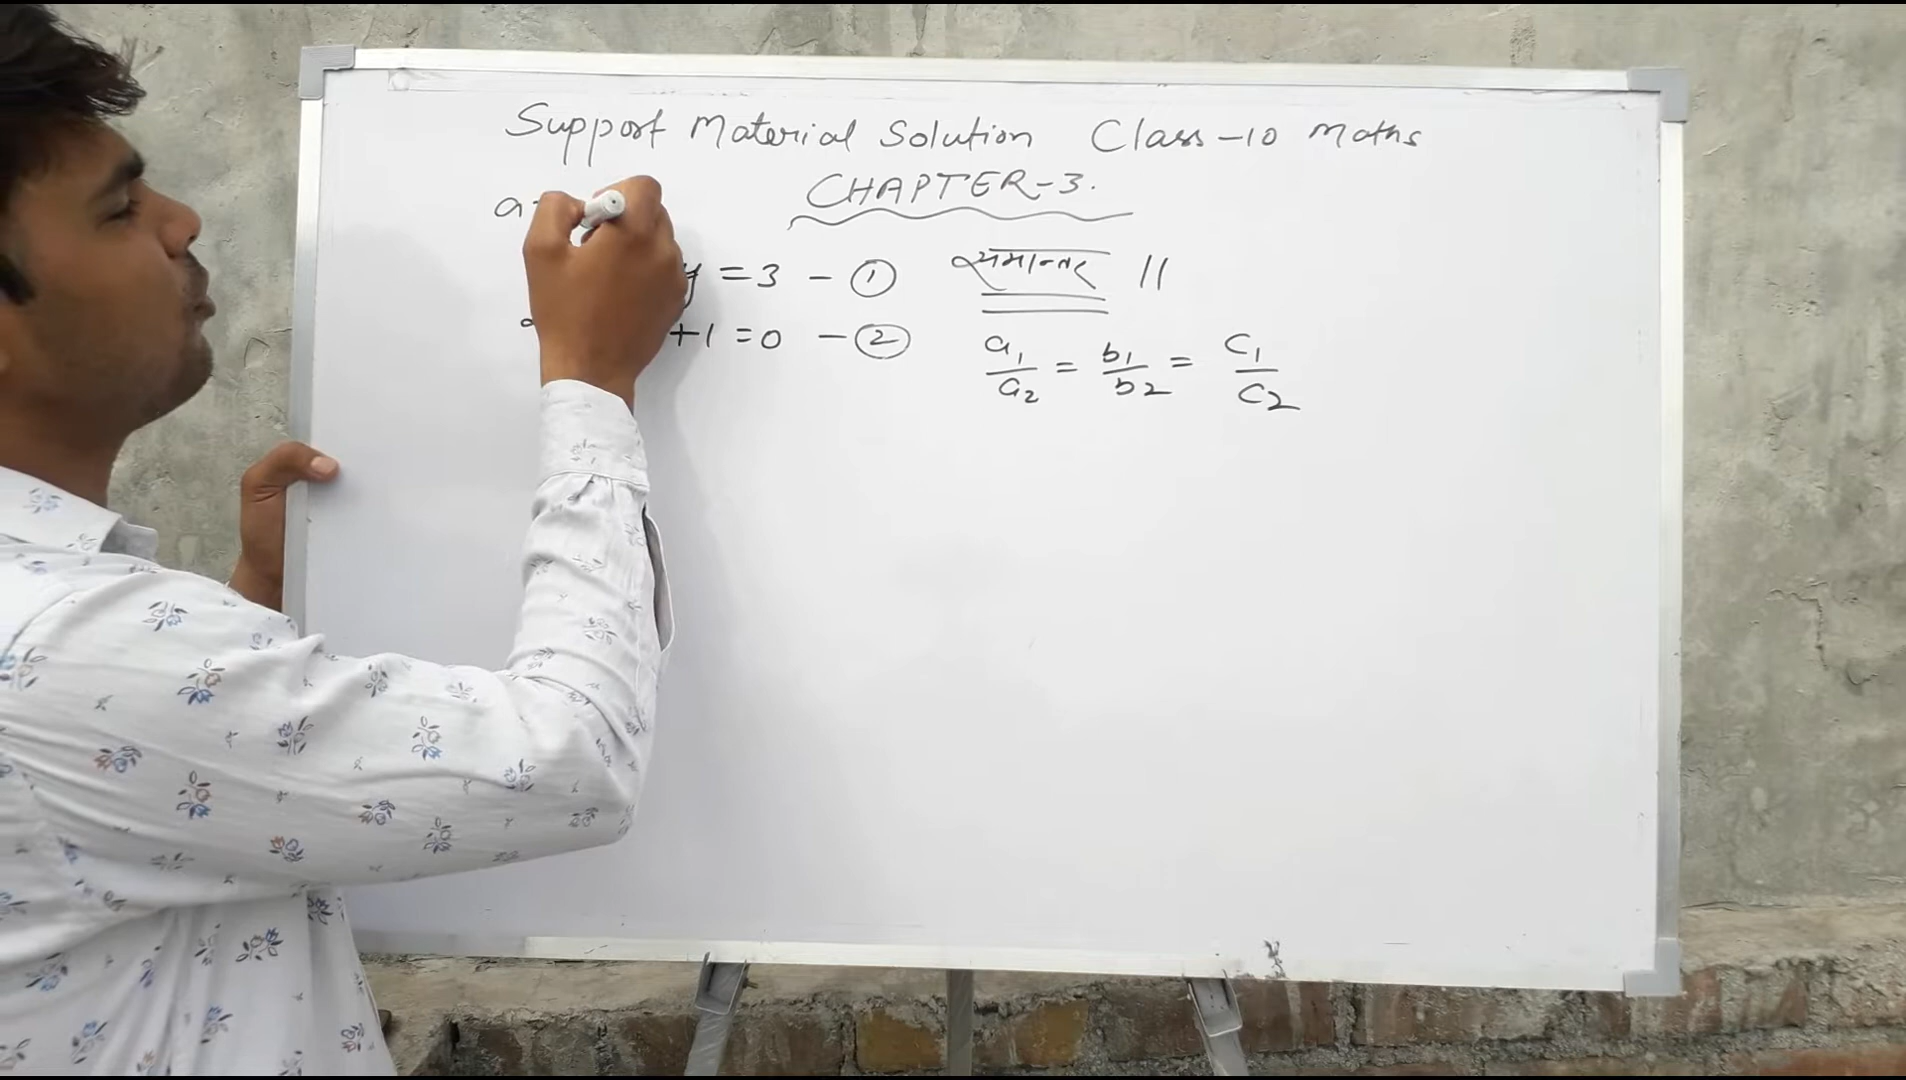 Support Material Solution Class-10 Maths
CHAPTER-3.
a
y = 3 - ① समान्तर ||
+1 = 0 - ②
a₁/a₂ = b₁/b₂ = c₁/c₂